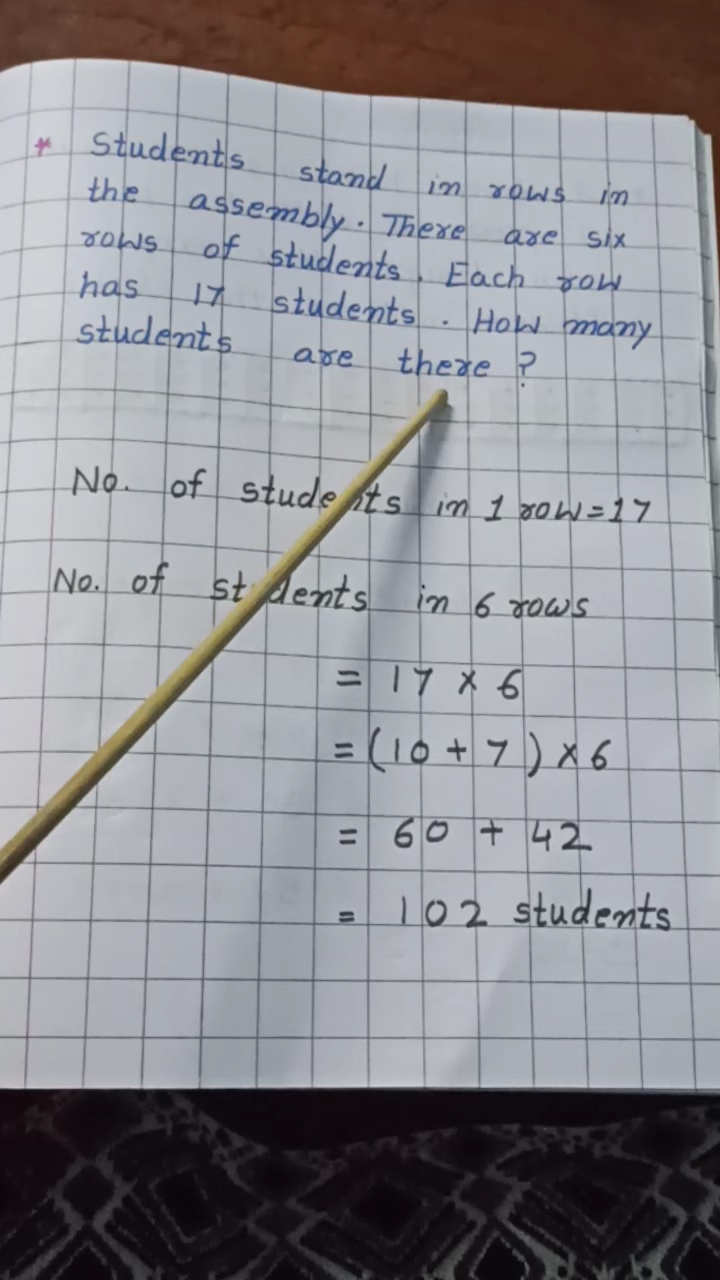 * Students stand in rows in
the assembly. There are six
rows of students. Each row
has 17 students. How many
students are there?
No. of students in 1 row=17
No. of students in 6 rows
= 17 × 6
= (10 + 7) × 6
= 60 + 42
= 102 students